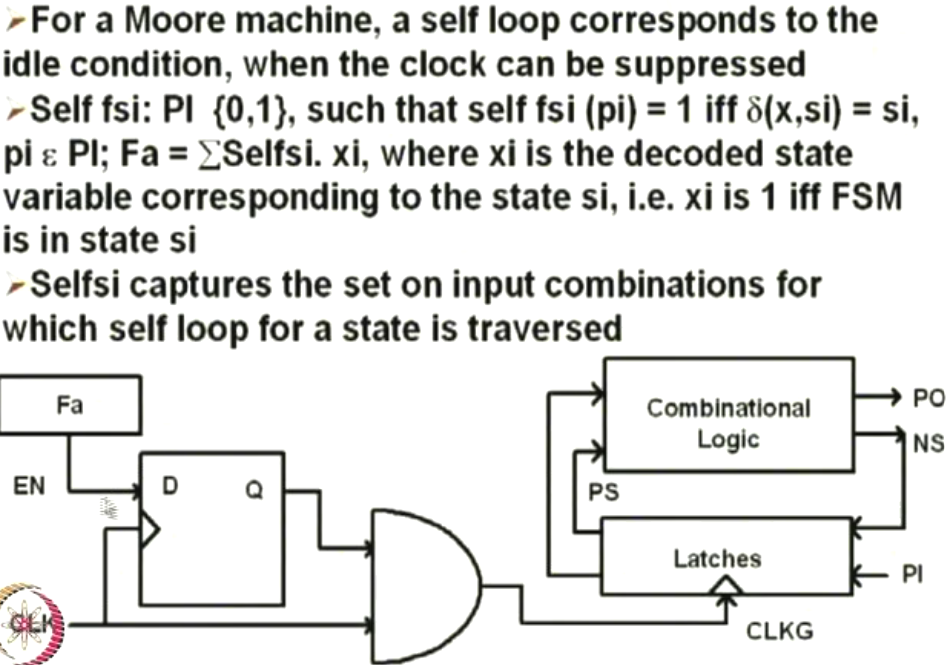 ➢For a Moore machine, a self loop corresponds to the
idle condition, when the clock can be suppressed
➢Self fsi: PI {0,1}, such that self fsi (pi) = 1 iff δ(x,si) = si,
pi ε PI; Fa = ∑Selfsi. xi, where xi is the decoded state
variable corresponding to the state si, i.e. xi is 1 iff FSM
is in state si
➢Selfsi captures the set on input combinations for
which self loop for a state is traversed
Fa
Combinational
Logic
PO
NS
EN
D
Q
PS
Latches
PI
CLK
CLKG